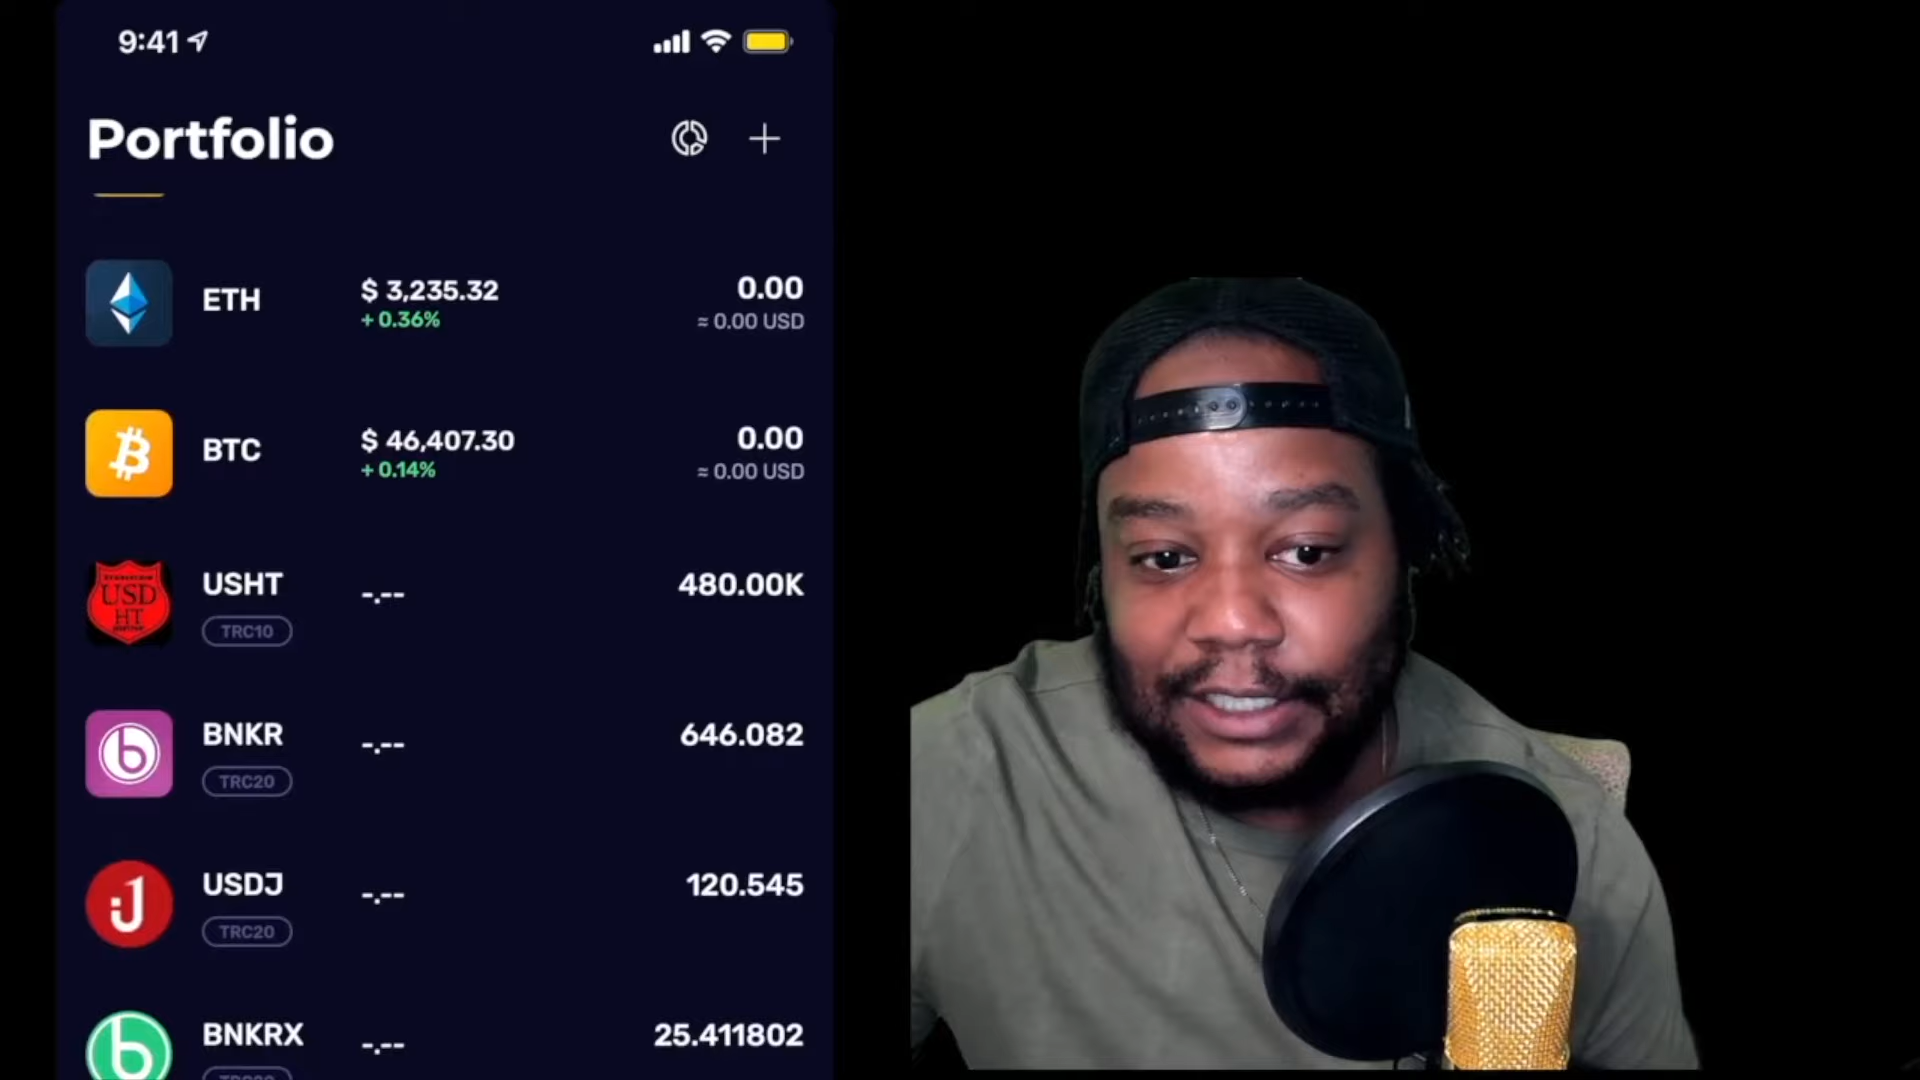 9:41
Portfolio
ETH
$ 3,235.32
+ 0.36%
0.00
≈ 0.00 USD
BTC
$ 46,407.30
+ 0.14%
0.00
≈ 0.00 USD
USD
HT
USHT
TRC10
-.--
480.00K
BNKR
TRC20
-.--
646.082
USDJ
TRC20
-.--
120.545
BNKRX
-.--
25.411802